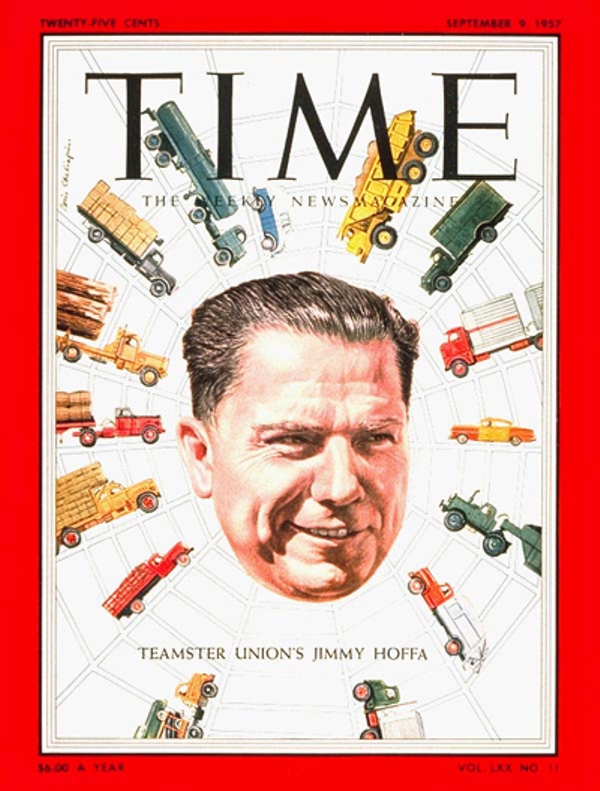 TWENTY-FIVE CENTS
SEPTEMBER 9, 1957
TIME
THE WEEKLY NEWSMAGAZINE
TEAMSTER UNION'S JIMMY HOFFA
$6.00 A YEAR
VOL. LXX NO. 11